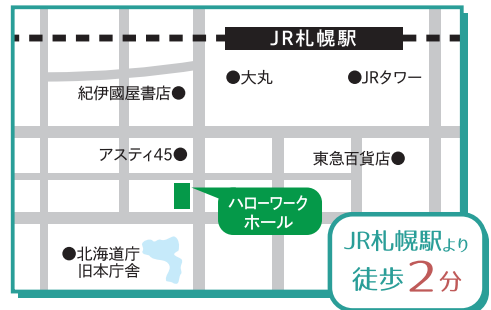 JR札幌駅
●大丸
●JRタワー
紀伊國屋書店●
アスティ45●
東急百貨店●
ハローワーク
ホール
●北海道庁
旧本庁舎
JR札幌駅より
徒歩2分